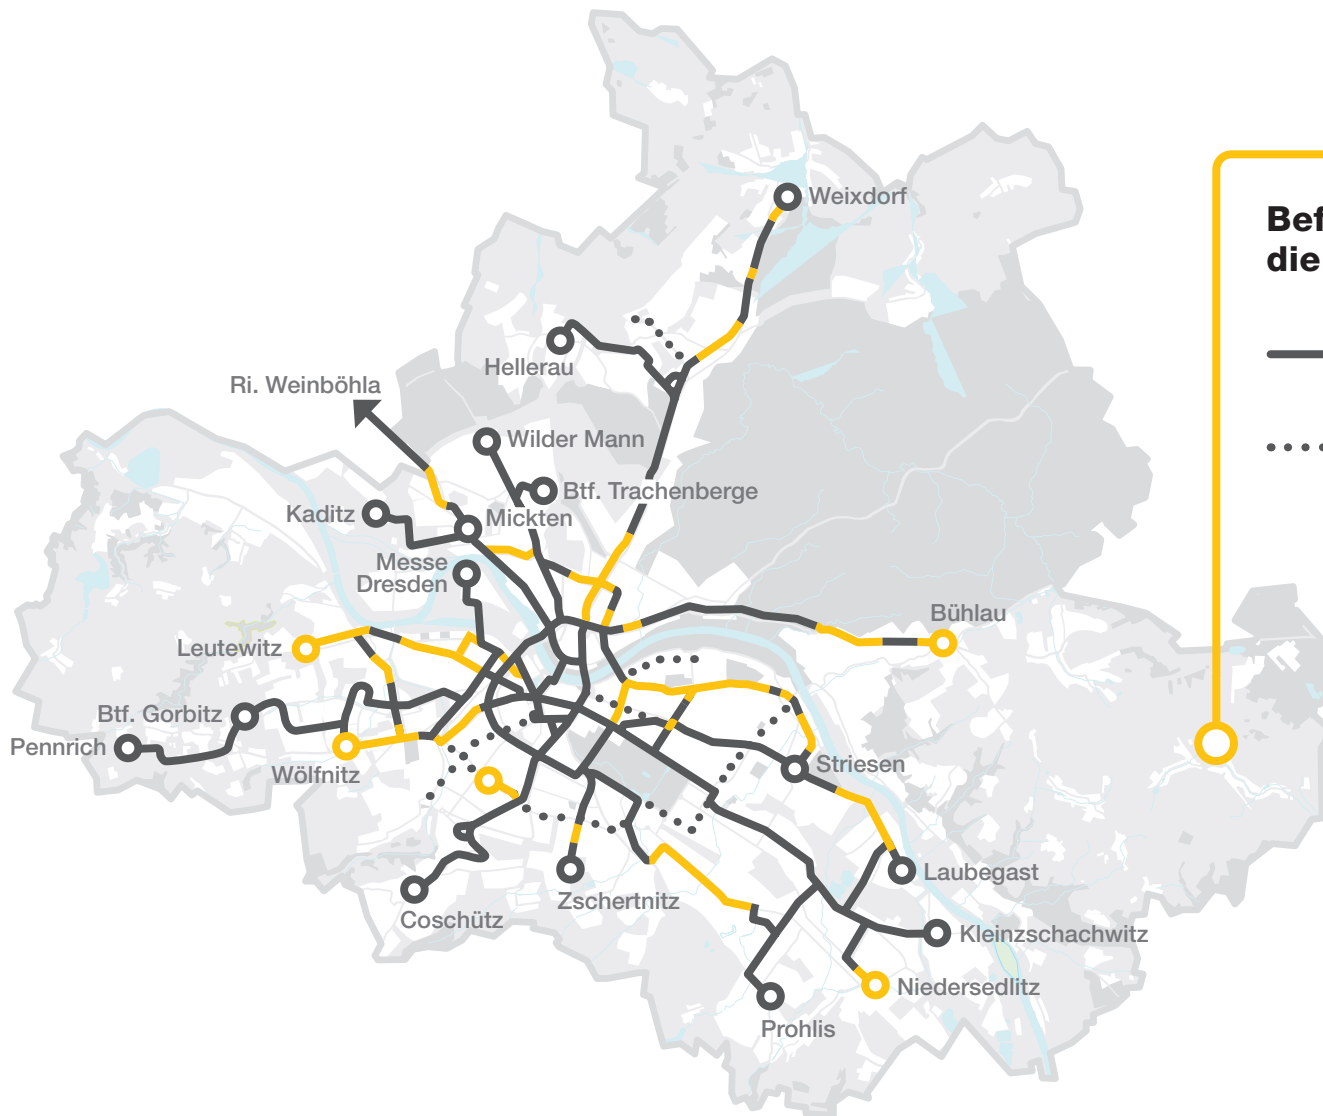 Weixdorf
Bef
die
Hellerau
Ri. Weinböhla
Wilder Mann
Btf. Trachenberge
Kaditz
Mickten
Messe
Dresden
Bühlau
Leutewitz
Btf. Gorbitz
Pennrich
Wölfnitz
Striesen
Laubegast
Zschertnitz
Coschütz
Kleinzschachwitz
Niedersedlitz
Prohlis